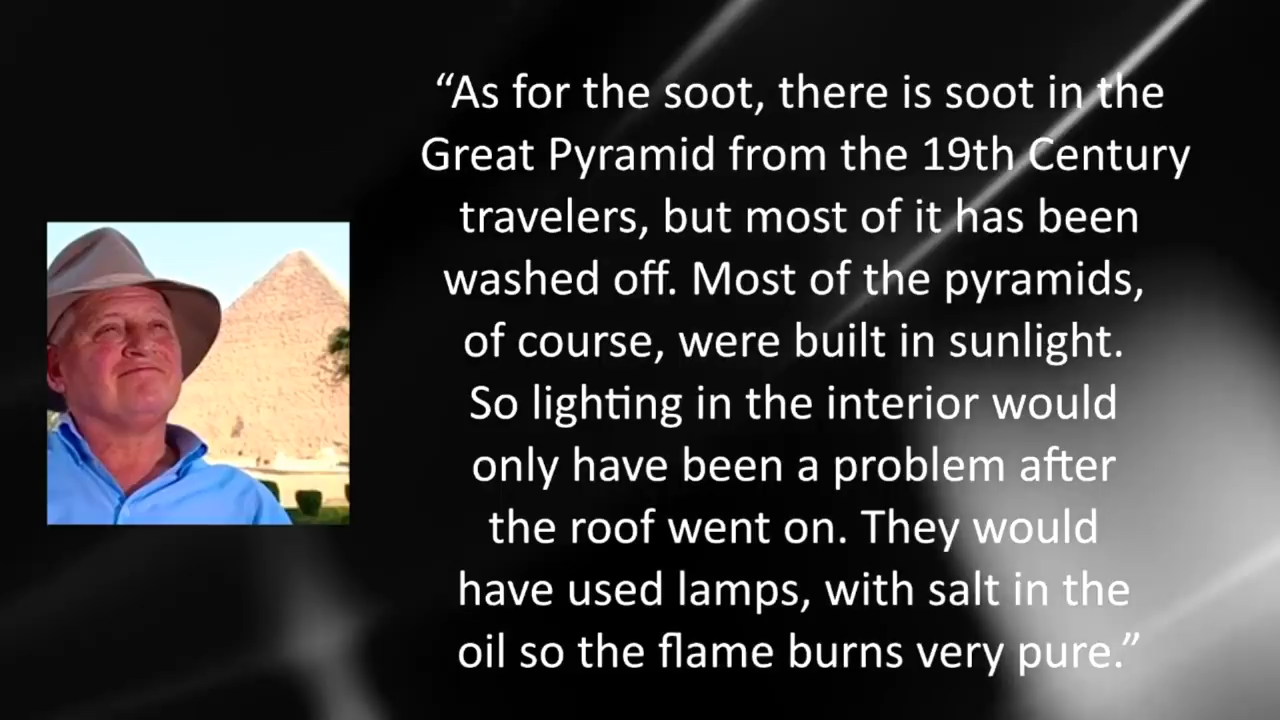 “As for the soot, there is soot in the
Great Pyramid from the 19th Century
travelers, but most of it has been
washed off. Most of the pyramids,
of course, were built in sunlight.
So lighting in the interior would
only have been a problem after
the roof went on. They would
have used lamps, with salt in the
oil so the flame burns very pure.”